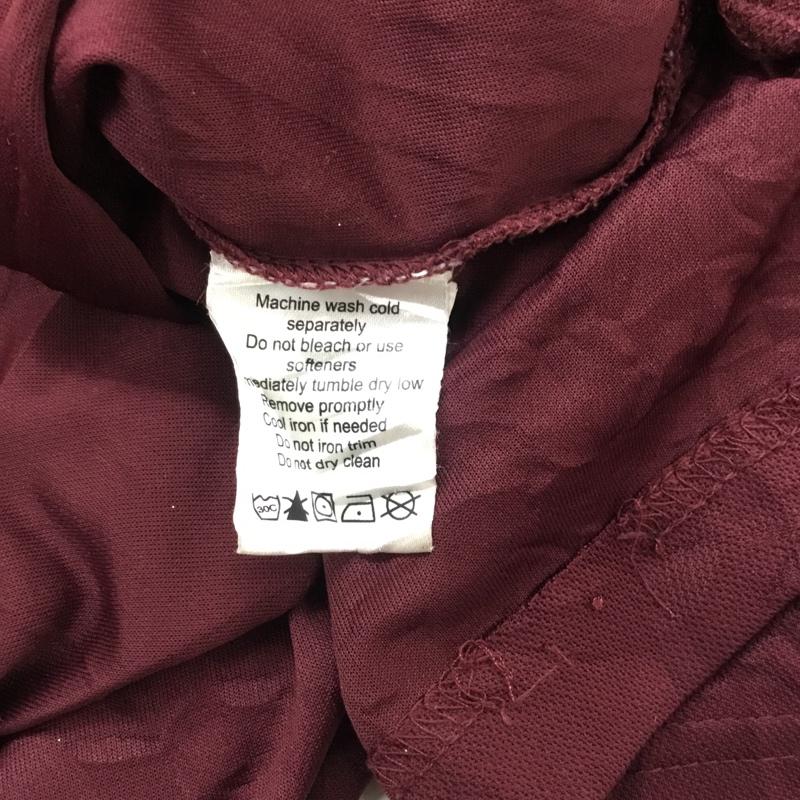 Machine wash cold
separately
Do not bleach or use
softeners
mediately tumble dry low
Remove promptly
Cool iron if needed
Do not iron trim
Do not dry clean
30C